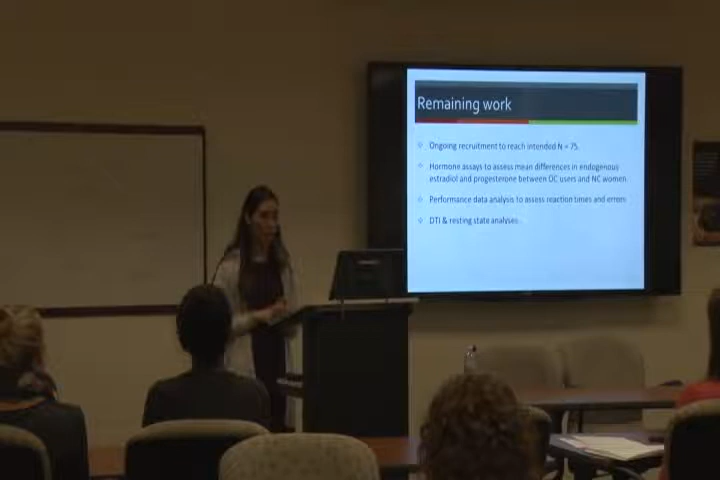 Remaining work
Ongoing recruitment to reach intended N = 75.
Hormone assays to assess mean differences in endogenous
estradiol and progesterone between OC users and NC women.
Performance data analysis to assess reaction times and errors
DTI & resting state analyses